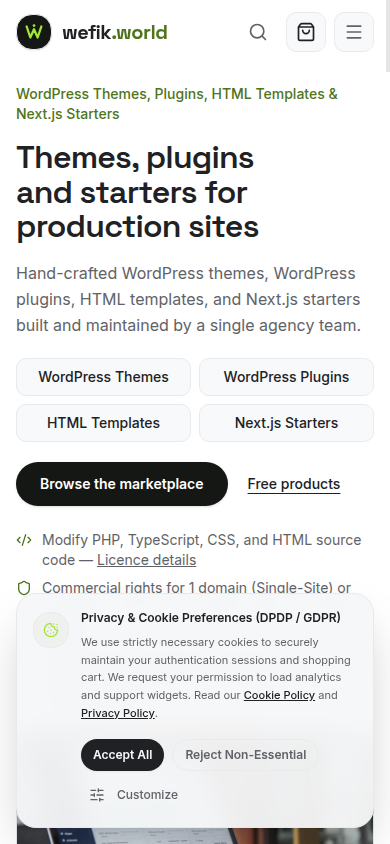 wefik.world
WordPress Themes, Plugins, HTML Templates &
Next.js Starters
Themes, plugins
and starters for
production sites
Hand-crafted WordPress themes, WordPress
plugins, HTML templates, and Next.js starters
built and maintained by a single agency team.
WordPress Themes
WordPress Plugins
HTML Templates
Next.js Starters
Browse the marketplace
Free products
Modify PHP, TypeScript, CSS, and HTML source
code — Licence details
Commercial rights for 1 domain (Single-Site) or
Privacy & Cookie Preferences (DPDP / GDPR)
We use strictly necessary cookies to securely
maintain your authentication sessions and shopping
cart. We request your permission to load analytics
and support widgets. Read our Cookie Policy and
Privacy Policy.
Accept All
Reject Non-Essential
Customize